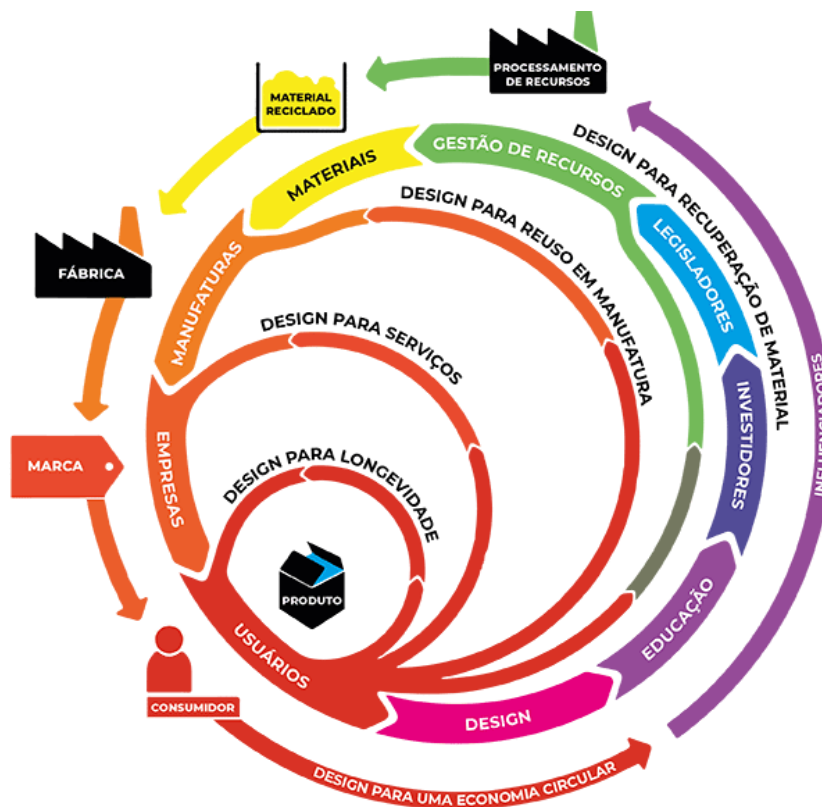 PROCESSAMENTO
DE RECURSOS
MATERIAL
RECICLADO
FÁBRICA
MARCA
CONSUMIDOR
DESIGN PARA UMA ECONOMIA CIRCULAR
INFLUENCIADORES
GESTÃO DE RECURSOS
MATERIAIS
MANUFATURAS
EMPRESAS
USUÁRIOS
DESIGN
EDUCAÇÃO
INVESTIDORES
LEGISLADORES
DESIGN PARA RECUPERAÇÃO DE MATERIAL
DESIGN PARA REUSO EM MANUFATURA
DESIGN PARA SERVIÇOS
DESIGN PARA LONGEVIDADE
PRODUTO